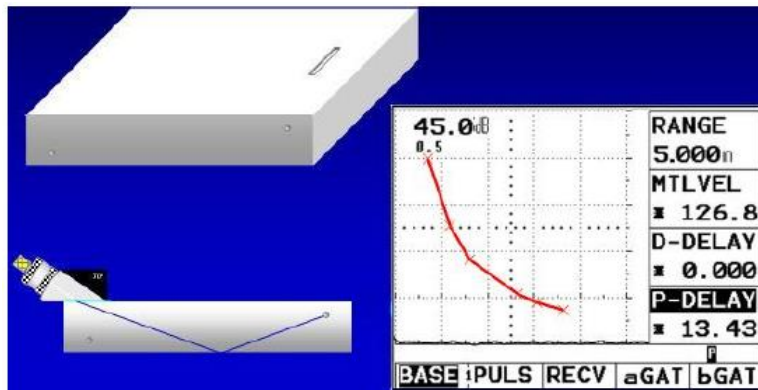 45.0dB
0.5
RANGE
5.000in
MTLVEL
126.8
D-DELAY
0.000
P-DELAY
13.43
BASE PULS RECV aGAT bGAT